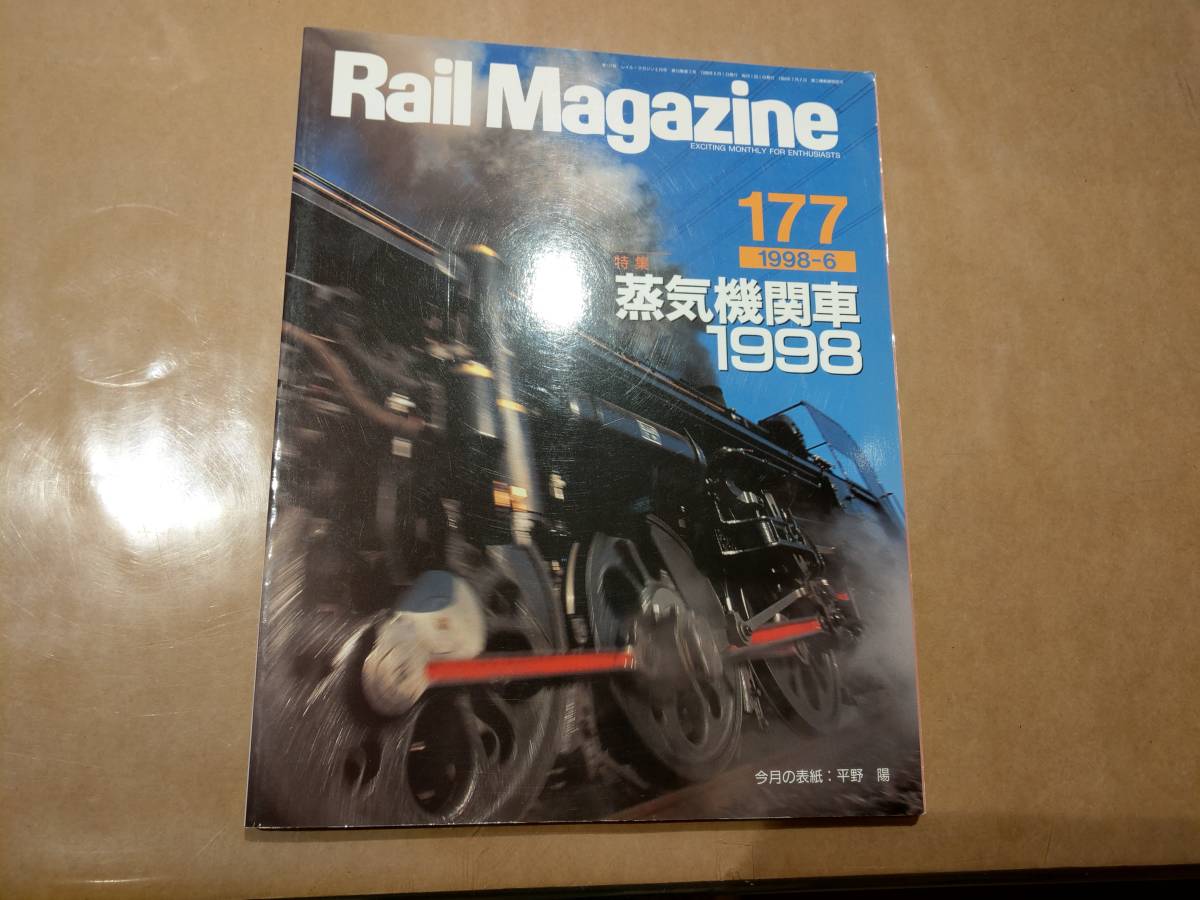 Rail Magazine
EXCITING MONTHLY FOR ENTHUSIASTS
177
1998-6
特集
蒸気機関車
1998
今月の表紙：平野 陽